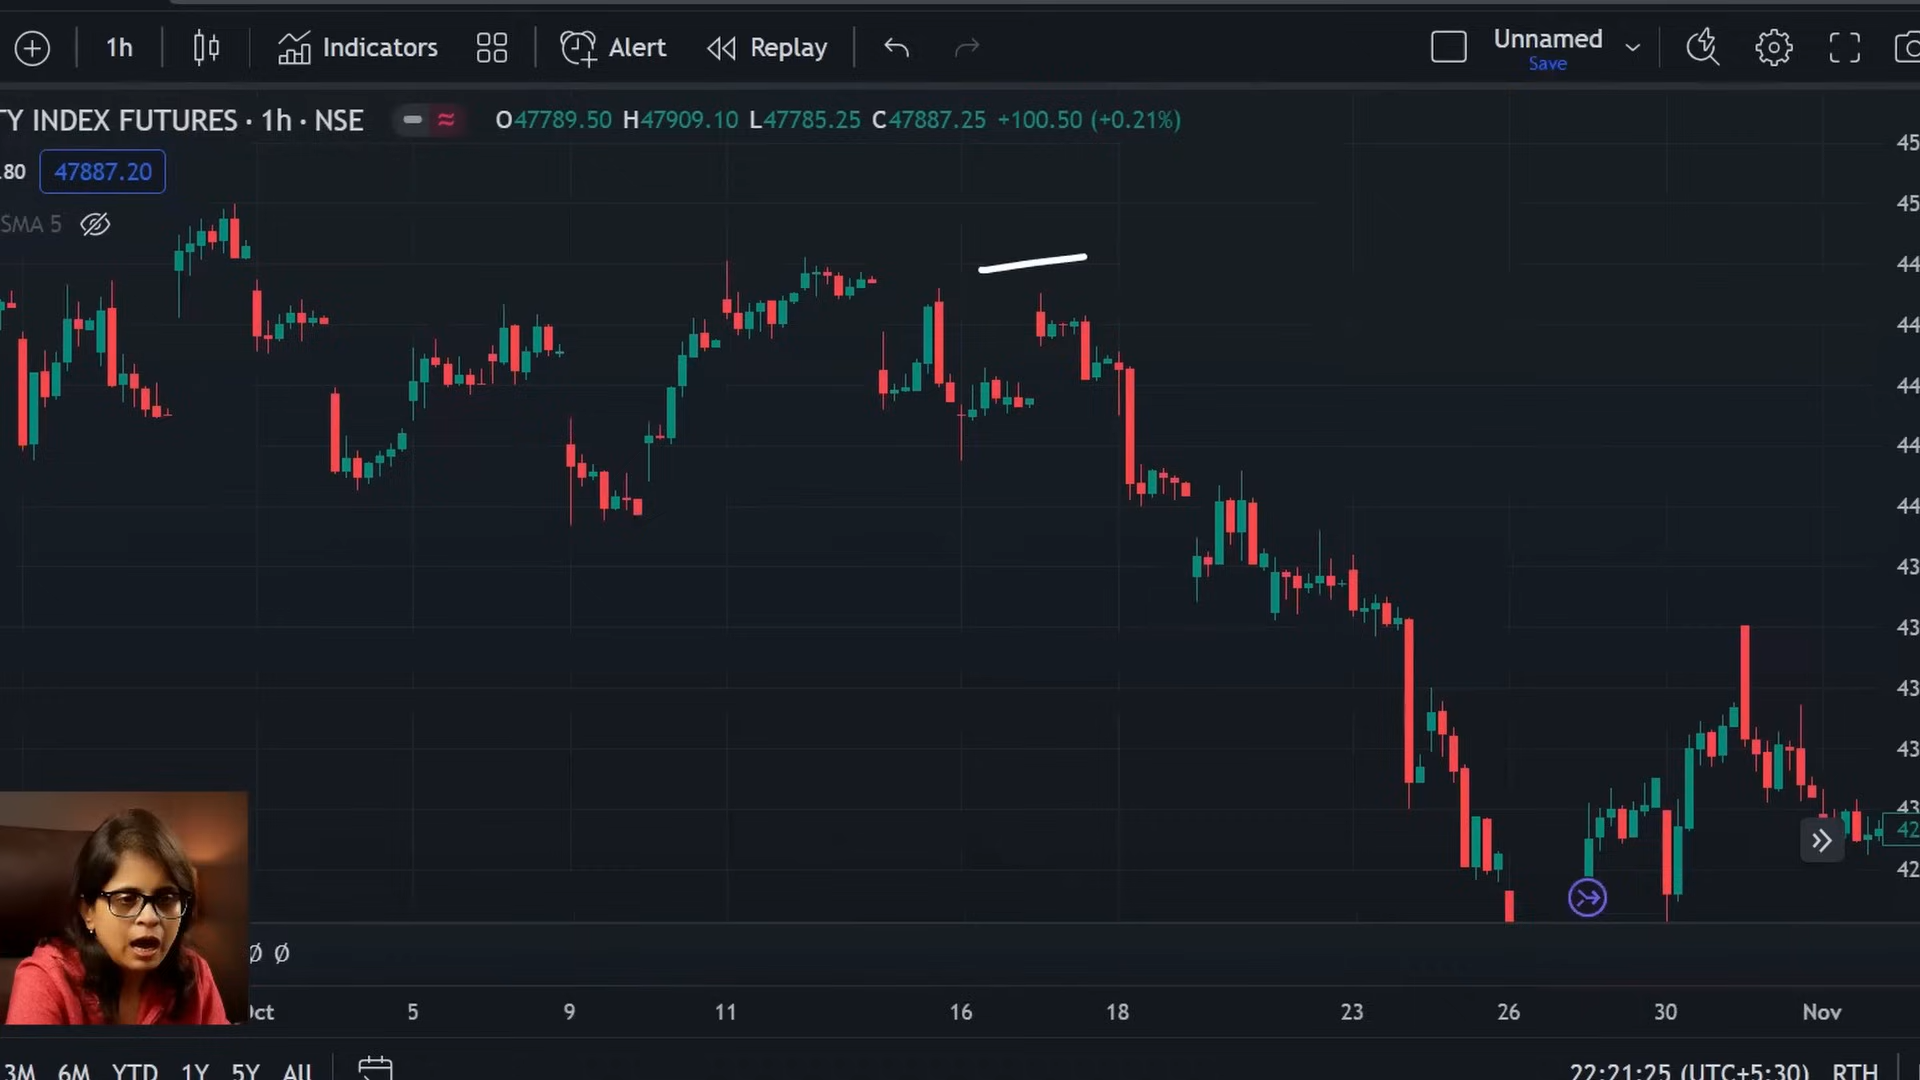 1h Indicators Alert Replay Unnamed
Save
TY INDEX FUTURES · 1h · NSE O47789.50 H47909.10 L47785.25 C47887.25 +100.50 (+0.21%)
.80 47887.20
SMA 5
45
45
44
44
44
44
44
43
43
43
43
43
42
42
Ø Ø
Oct 5 9 11 16 18 23 26 30 Nov
3M 6M YTD 1Y 5Y All 22:21:25 (UTC+5:30) RTH